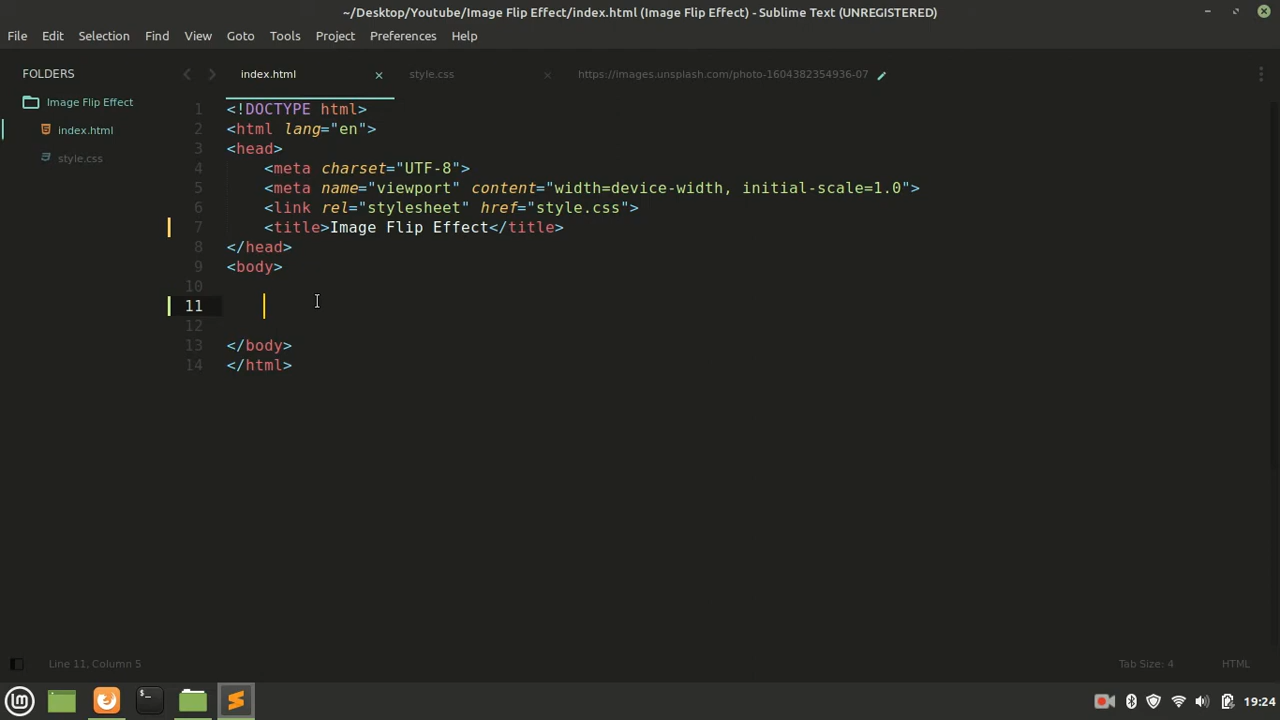 ~/Desktop/Youtube/Image Flip Effect/index.html (Image Flip Effect) - Sublime Text (UNREGISTERED)
File Edit Selection Find View Goto Tools Project Preferences Help
FOLDERS
Image Flip Effect
index.html
style.css
index.html style.css https://images.unsplash.com/photo-1604382354936-07
1 <!DOCTYPE html>
2 <html lang="en">
3 <head>
4 <meta charset="UTF-8">
5 <meta name="viewport" content="width=device-width, initial-scale=1.0">
6 <link rel="stylesheet" href="style.css">
7 <title>Image Flip Effect</title>
8 </head>
9 <body>
10
11
12
13 </body>
14 </html>
Line 11, Column 5 Tab Size: 4 HTML
19:24